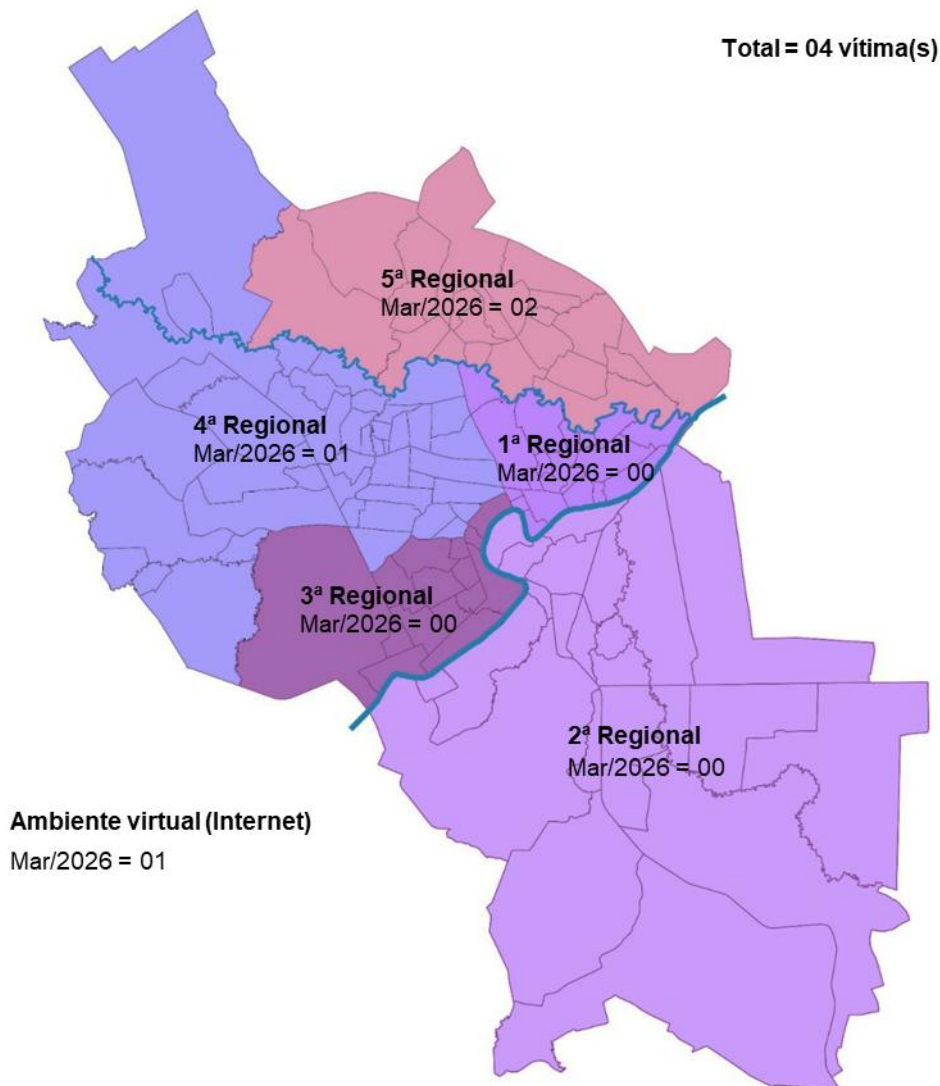 Total = 04 vítima(s)
5ª Regional
Mar/2026 = 02
4ª Regional
Mar/2026 = 01
1ª Regional
Mar/2026 = 00
3ª Regional
Mar/2026 = 00
2ª Regional
Mar/2026 = 00
Ambiente virtual (Internet)
Mar/2026 = 01